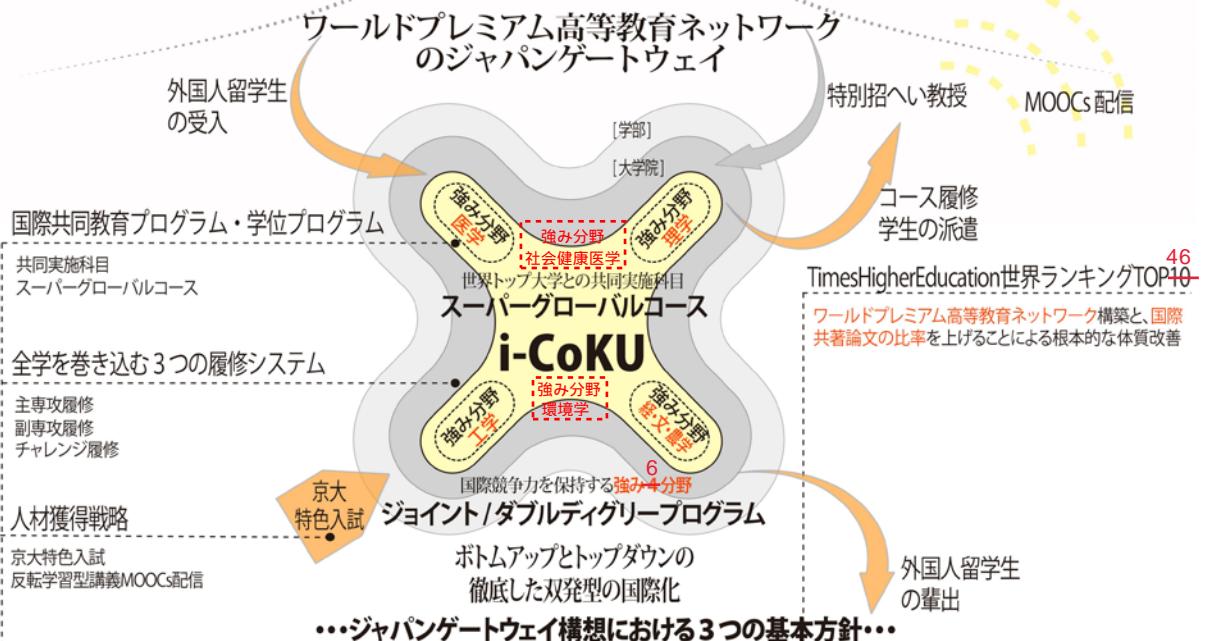 ワールドプレミアム高等教育ネットワーク
のジャパンゲートウェイ
外国人留学生
の受入
特別招へい教授
MOOCs 配信
[学部]
[大学院]
コース履修
学生の派遣
国際共同教育プログラム・学位プログラム
共同実施科目
スーパーグローバルコース
強み分野
医学
強み分野
社会健康医学
強み分野
理学
世界トップ大学との共同実施科目
スーパーグローバルコース
i-CoKU
46
TimesHigherEducation世界ランキングTOP10
ワールドプレミアム高等教育ネットワーク構築と、国際
共著論文の比率を上げることによる根本的な体質改善
全学を巻き込む3つの履修システム
主専攻履修
副専攻履修
チャレンジ履修
強み分野
工学
強み分野
環境学
強み分野
経・文・農学
6
国際競争力を保持する強み4分野
ジョイント/ダブルディグリープログラム
京大
特色入試
人材獲得戦略
京大特色入試
反転学習型講義MOOCs配信
ボトムアップとトップダウンの
徹底した双発型の国際化
外国人留学生
の輩出
・・・ジャパンゲートウェイ構想における3つの基本方針・・・